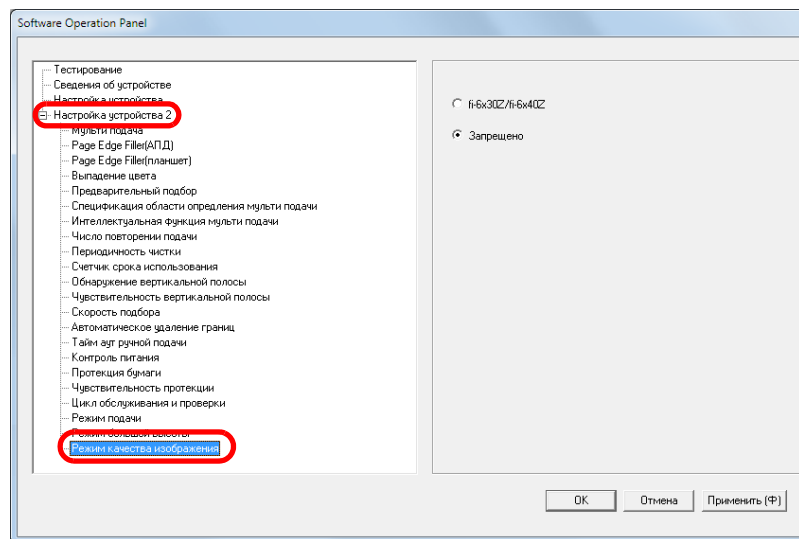 Software Operation Panel
Тестирование
Сведения об устройстве
Настройка устройства
Настройка устройства 2
Мульти подача
Page Edge Filler(АПД)
Page Edge Filler(планшет)
Выпадение цвета
Предварительный подбор
Спецификация области опредления мульти подачи
Интеллектуальная функция мульти подачи
Число повторении подачи
Периодичность чистки
Счетчик срока использования
Обнаружение вертикальной полосы
Чувствительность вертикальной полосы
Скорость подбора
Автоматическое удаление границ
Тайм аут ручной подачи
Контроль питания
Протекция бумаги
Чувствительность протекции
Цикл обслуживания и проверки
Режим подачи
Режим большой высоты
Режим качества изображения
fi-6x30Z/fi-6x40Z
Запрещено
OK
Отмена
Применить (Ф)